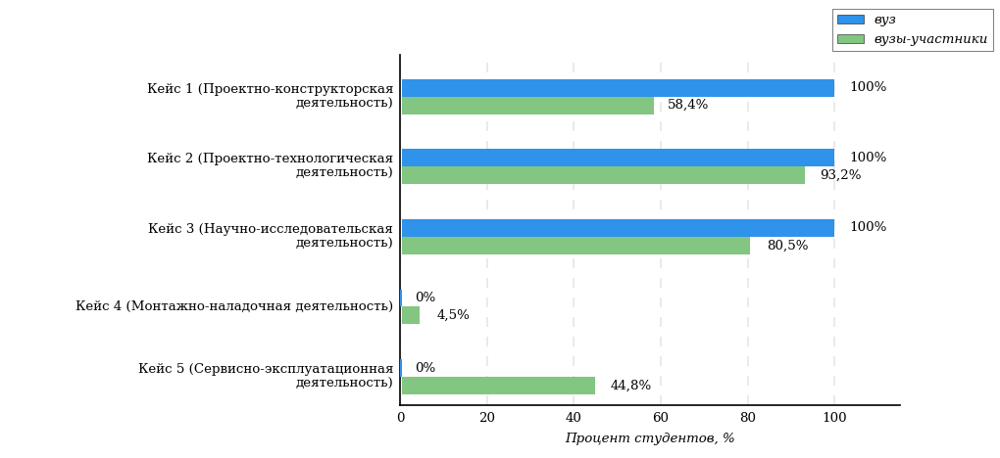 вуз
вузы-участники
Кейс 1 (Проектно-конструкторская
деятельность)
100%
58,4%
Кейс 2 (Проектно-технологическая
деятельность)
100%
93,2%
Кейс 3 (Научно-исследовательская
деятельность)
100%
80,5%
Кейс 4 (Монтажно-наладочная деятельность)
0%
4,5%
Кейс 5 (Сервисно-эксплуатационная
деятельность)
0%
44,8%
0 20 40 60 80 100
Процент студентов, %